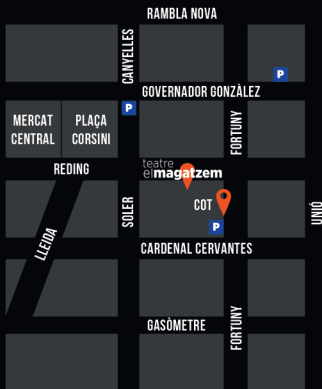 RAMBLA NOVA
CANYELLES
P
GOVERNADOR GONZÀLEZ
P
MERCAT
CENTRAL
PLAÇA
CORSINI
FORTUNY
teatre
elmagatzem
REDING
SOLER
COT
UNIÓ
P
LLEIDA
CARDENAL CERVANTES
GASÒMETRE
FORTUNY